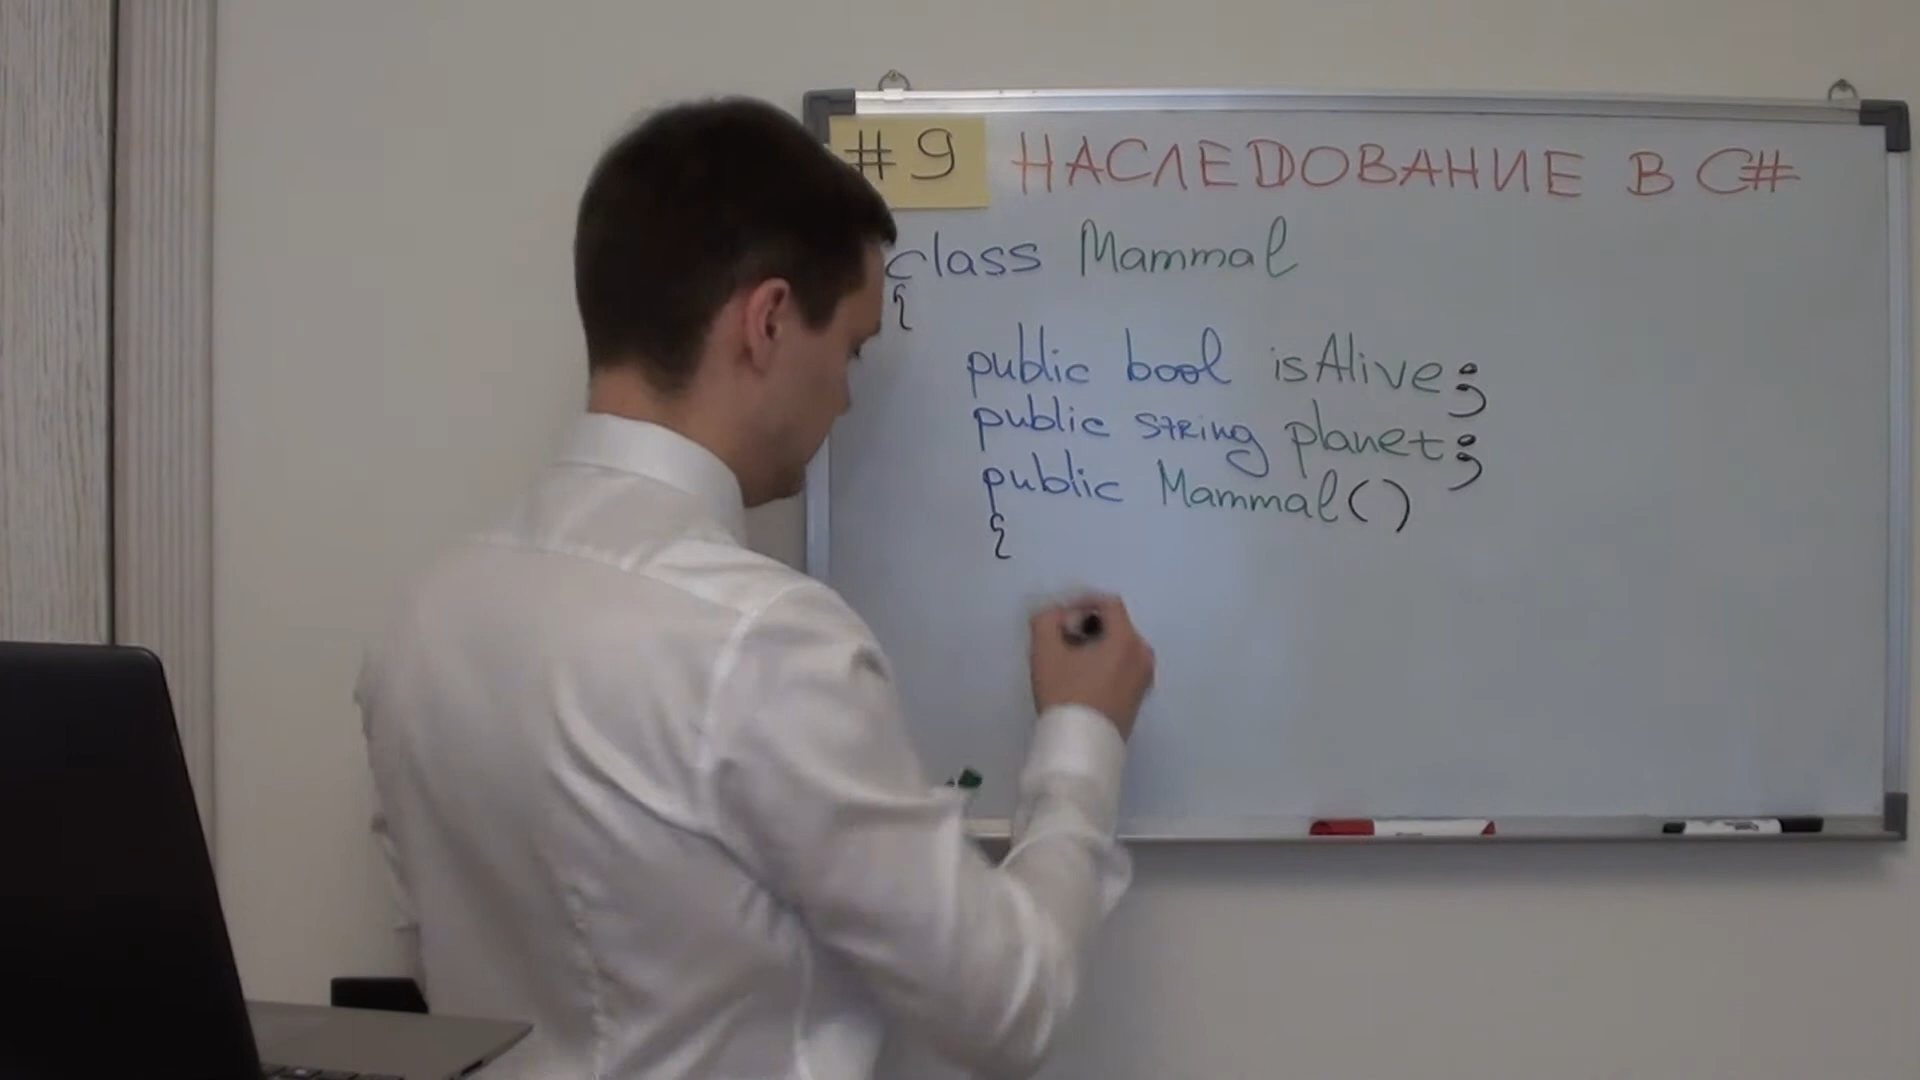 #9 НАСЛЕДОВАНИЕ В C#
class Mammal
{
public bool isAlive;
public string planet;
public Mammal()
{